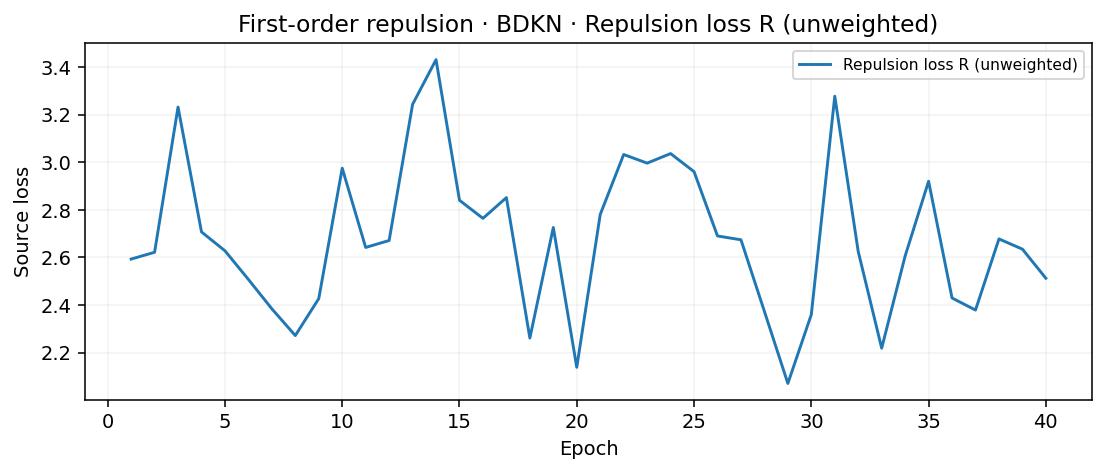 First-order repulsion · BDKN · Repulsion loss R (unweighted)
Repulsion loss R (unweighted)
Source loss
3.4
3.2
3.0
2.8
2.6
2.4
2.2
0 5 10 15 20 25 30 35 40
Epoch